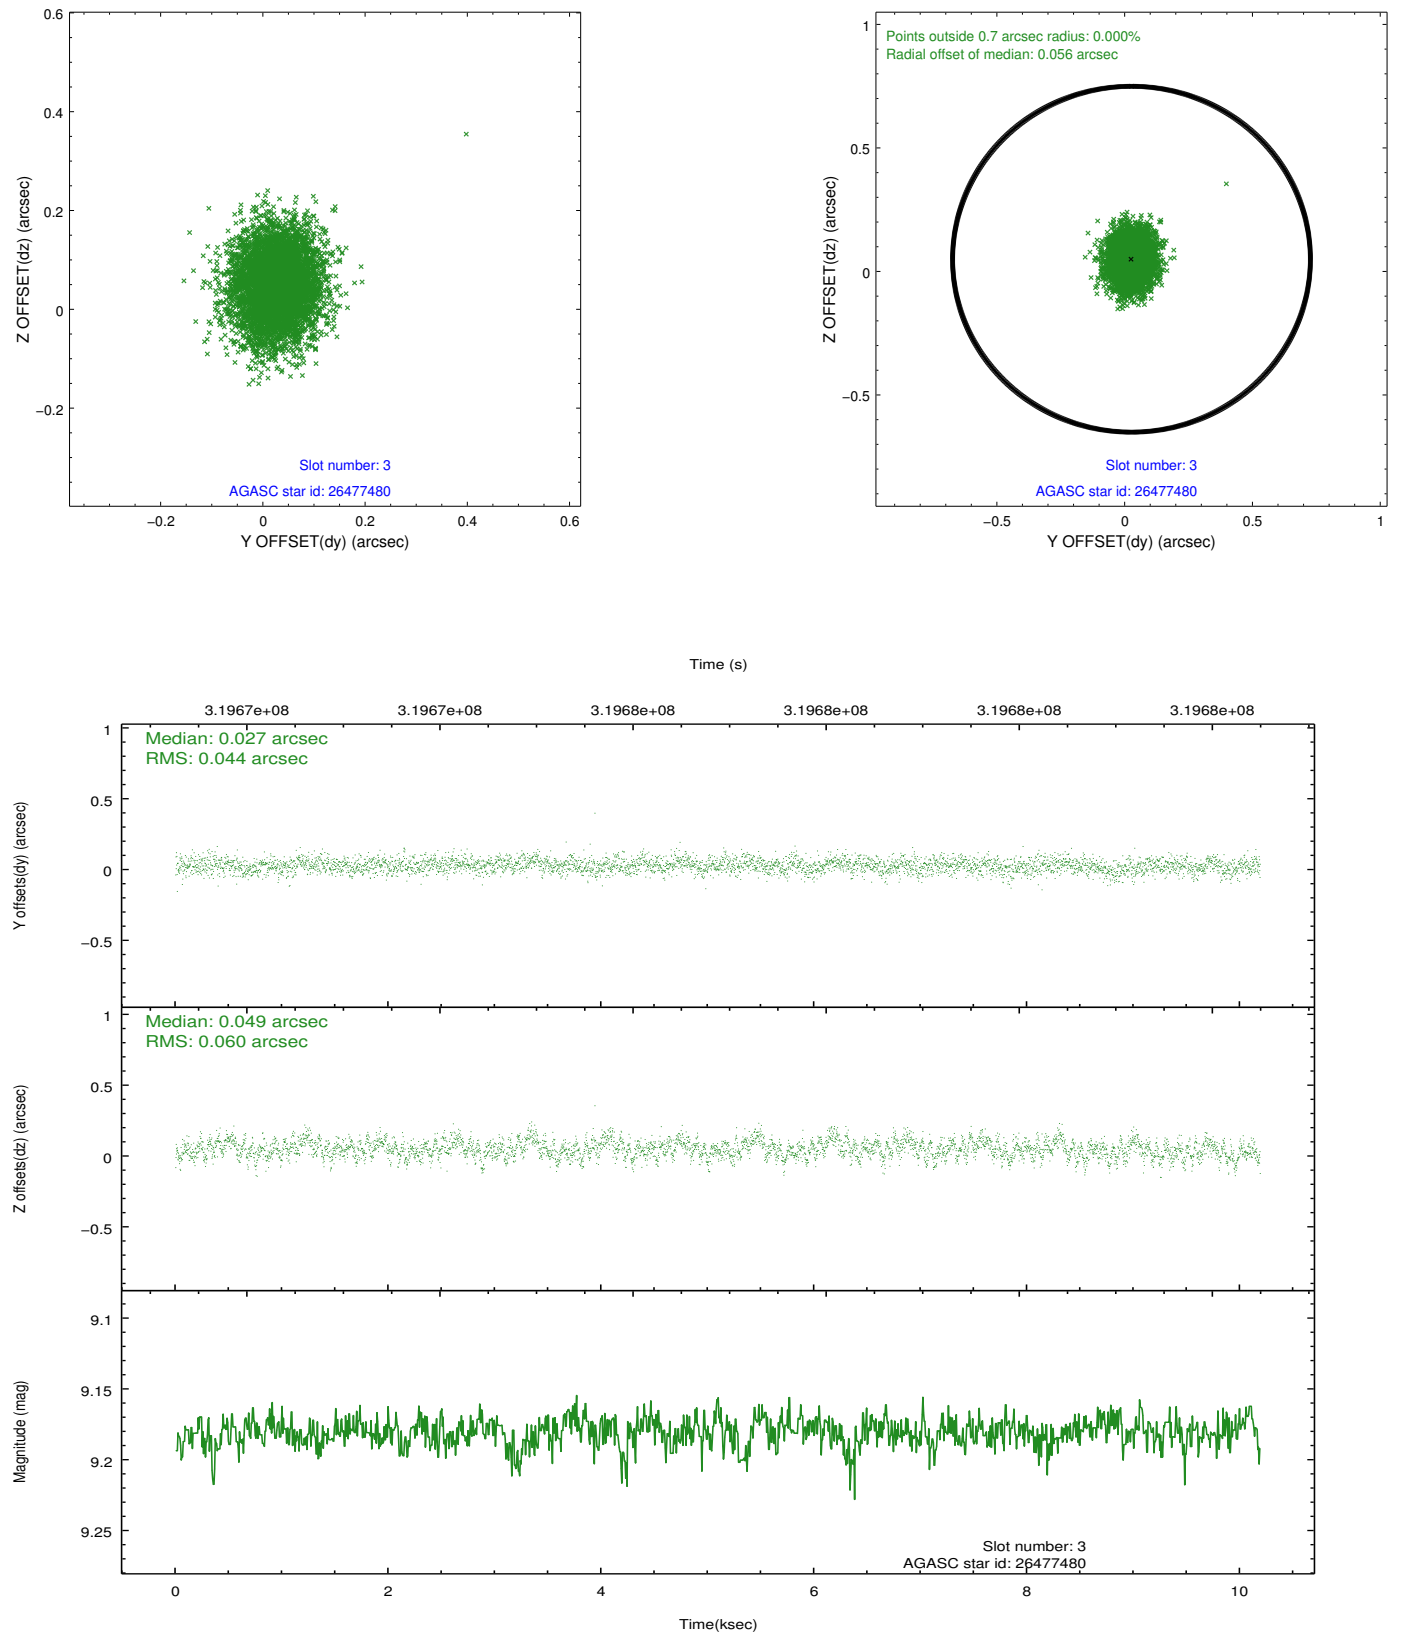 0.6
0.4
0.2
0
−0.2
Z OFFSET(dz) (arcsec)
Slot number: 3
AGASC star id: 26477480
−0.2 0 0.2 0.4 0.6
Y OFFSET(dy) (arcsec)
Points outside 0.7 arcsec radius: 0.000%
Radial offset of median: 0.056 arcsec
1
0.5
0
−0.5
Z OFFSET(dz) (arcsec)
Slot number: 3
AGASC star id: 26477480
−0.5 0 0.5 1
Y OFFSET(dy) (arcsec)
Time (s)
3.1967e+08 3.1967e+08 3.1968e+08 3.1968e+08 3.1968e+08 3.1968e+08
Median: 0.027 arcsec
RMS: 0.044 arcsec
1
0.5
0
−0.5
Y offsets(dy) (arcsec)
Median: 0.049 arcsec
RMS: 0.060 arcsec
1
0.5
0
−0.5
Z offsets(dz) (arcsec)
9.1
9.15
9.2
9.25
Magnitude (mag)
Slot number: 3
AGASC star id: 26477480
0 2 4 6 8 10
Time(ksec)